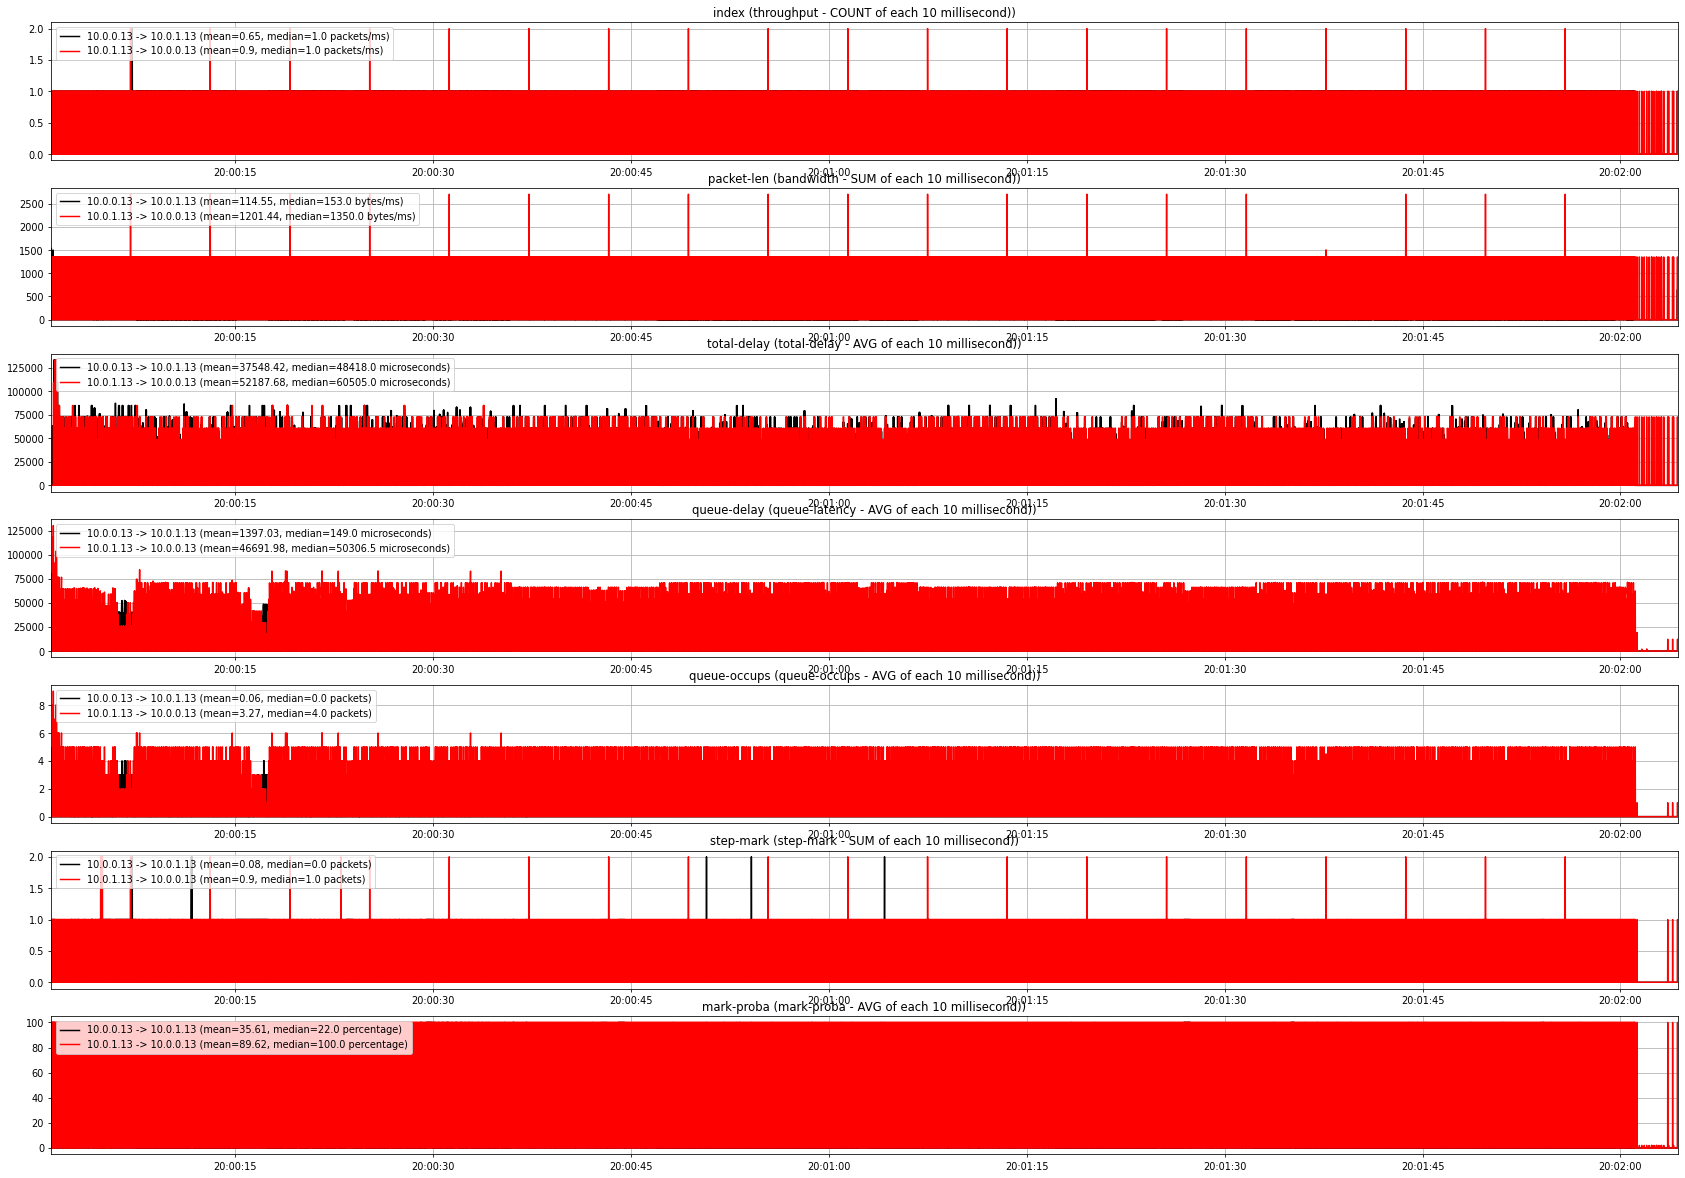 index (throughput - COUNT of each 10 millisecond))
10.0.0.13 -> 10.0.1.13 (mean=0.65, median=1.0 packets/ms)
10.0.1.13 -> 10.0.0.13 (mean=0.9, median=1.0 packets/ms)
2.0
1.5
1.0
0.5
0.0
20:00:15 20:00:30 20:00:45 20:01:00 20:01:15 20:01:30 20:01:45 20:02:00
packet-len (bandwidth - SUM of each 10 millisecond))
10.0.0.13 -> 10.0.1.13 (mean=114.55, median=153.0 bytes/ms)
10.0.1.13 -> 10.0.0.13 (mean=1201.44, median=1350.0 bytes/ms)
2500
2000
1500
1000
500
0
20:00:15 20:00:30 20:00:45 20:01:00 20:01:15 20:01:30 20:01:45 20:02:00
total-delay (total-delay - AVG of each 10 millisecond))
10.0.0.13 -> 10.0.1.13 (mean=37548.42, median=48418.0 microseconds)
10.0.1.13 -> 10.0.0.13 (mean=52187.68, median=60505.0 microseconds)
125000
100000
75000
50000
25000
0
20:00:15 20:00:30 20:00:45 20:01:00 20:01:15 20:01:30 20:01:45 20:02:00
queue-delay (queue-latency - AVG of each 10 millisecond))
10.0.0.13 -> 10.0.1.13 (mean=1397.03, median=149.0 microseconds)
10.0.1.13 -> 10.0.0.13 (mean=46691.98, median=50306.5 microseconds)
125000
100000
75000
50000
25000
0
20:00:15 20:00:30 20:00:45 20:01:00 20:01:15 20:01:30 20:01:45 20:02:00
queue-occups (queue-occups - AVG of each 10 millisecond))
10.0.0.13 -> 10.0.1.13 (mean=0.06, median=0.0 packets)
10.0.1.13 -> 10.0.0.13 (mean=3.27, median=4.0 packets)
8
6
4
2
0
20:00:15 20:00:30 20:00:45 20:01:00 20:01:15 20:01:30 20:01:45 20:02:00
step-mark (step-mark - SUM of each 10 millisecond))
10.0.0.13 -> 10.0.1.13 (mean=0.08, median=0.0 packets)
10.0.1.13 -> 10.0.0.13 (mean=0.9, median=1.0 packets)
2.0
1.5
1.0
0.5
0.0
20:00:15 20:00:30 20:00:45 20:01:00 20:01:15 20:01:30 20:01:45 20:02:00
mark-proba (mark-proba - AVG of each 10 millisecond))
10.0.0.13 -> 10.0.1.13 (mean=35.61, median=22.0 percentage)
10.0.1.13 -> 10.0.0.13 (mean=89.62, median=100.0 percentage)
100
80
60
40
20
0
20:00:15 20:00:30 20:00:45 20:01:00 20:01:15 20:01:30 20:01:45 20:02:00